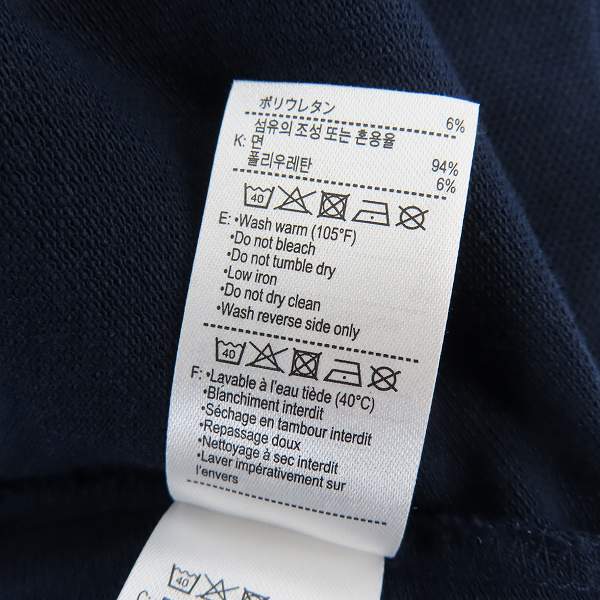 ポリウレタン 6%
섬유의 조성 또는 혼용율
K: 면 94%
폴리우레탄 6%
40
E: •Wash warm (105°F)
•Do not bleach
•Do not tumble dry
•Low iron
•Do not dry clean
•Wash reverse side only
40
F: •Lavable à l'eau tiède (40°C)
•Blanchiment interdit
•Séchage en tambour interdit
•Repassage doux
•Nettoyage à sec interdit
•Laver impérativement sur
l'envers
40